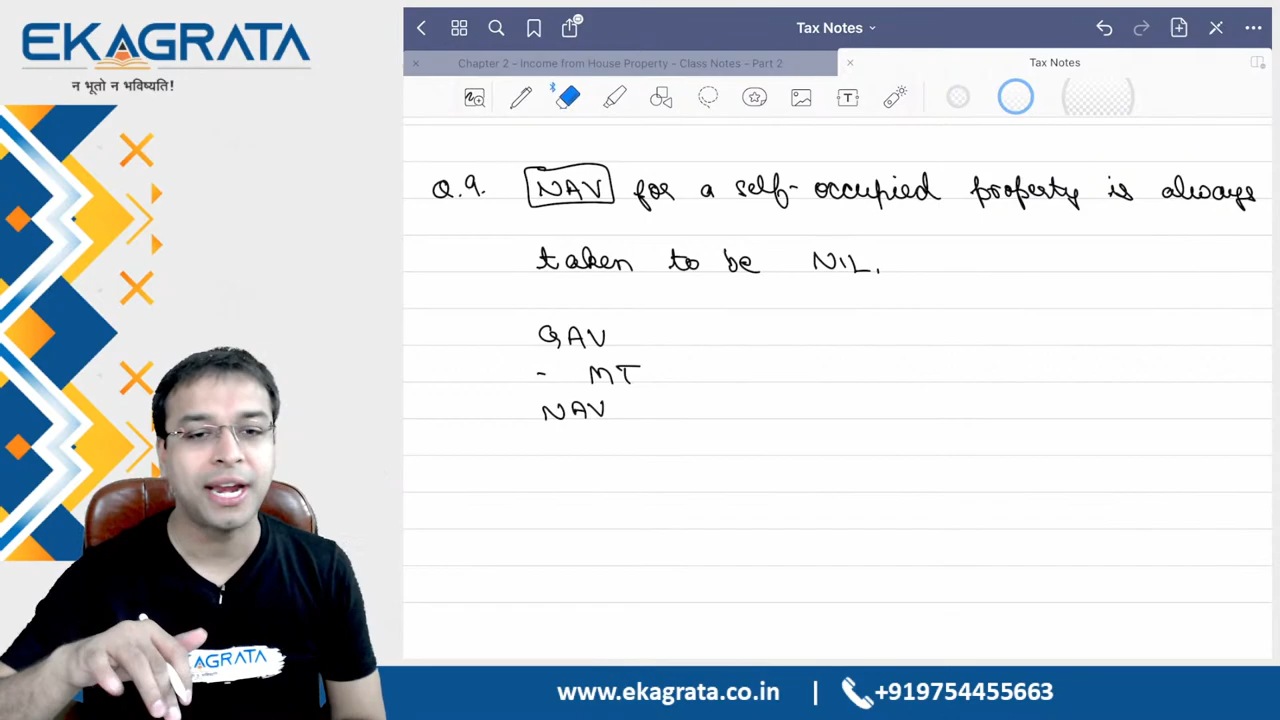 EKAGRATA
न भूतो न भविष्यति!
Tax Notes
Chapter 2 - Income from House Property - Class Notes - Part 2
Tax Notes
T
Q.9. NAV for a self-occupied property is always
taken to be NIL.
GAV
- MT
NAV
EKAGRATA
www.ekagrata.co.in | +919754455663